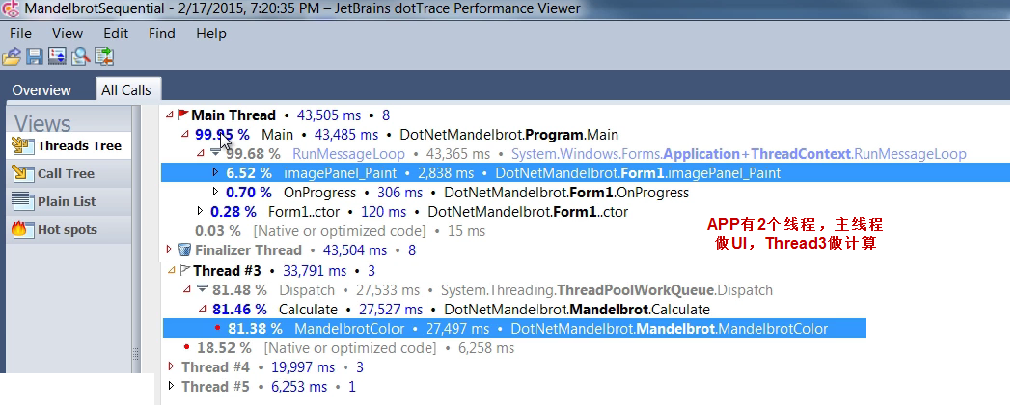 MandelbrotSequential - 2/17/2015, 7:20:35 PM - JetBrains dotTrace Performance Viewer
File View Edit Find Help
Overview All Calls
Views
Threads Tree
Call Tree
Plain List
Hot spots
Main Thread • 43,505 ms • 8
99.95 % Main • 43,485 ms • DotNetMandelbrot.Program.Main
99.68 % RunMessageLoop • 43,365 ms • System.Windows.Forms.Application+ThreadContext.RunMessageLoop
6.52 % imagePanel_Paint • 2,838 ms • DotNetMandelbrot.Form1.imagePanel_Paint
0.70 % OnProgress • 306 ms • DotNetMandelbrot.Form1.OnProgress
0.28 % Form1..ctor • 120 ms • DotNetMandelbrot.Form1..ctor
0.03 % [Native or optimized code] • 15 ms
Finalizer Thread • 43,504 ms • 8
Thread #3 • 33,791 ms • 3
81.48 % Dispatch • 27,533 ms • System.Threading.ThreadPoolWorkQueue.Dispatch
81.46 % Calculate • 27,527 ms • DotNetMandelbrot.Mandelbrot.Calculate
81.38 % MandelbrotColor • 27,497 ms • DotNetMandelbrot.Mandelbrot.MandelbrotColor
18.52 % [Native or optimized code] • 6,258 ms
Thread #4 • 19,997 ms • 3
Thread #5 • 6,253 ms • 1
APP有2个线程，主线程
做UI，Thread3做计算